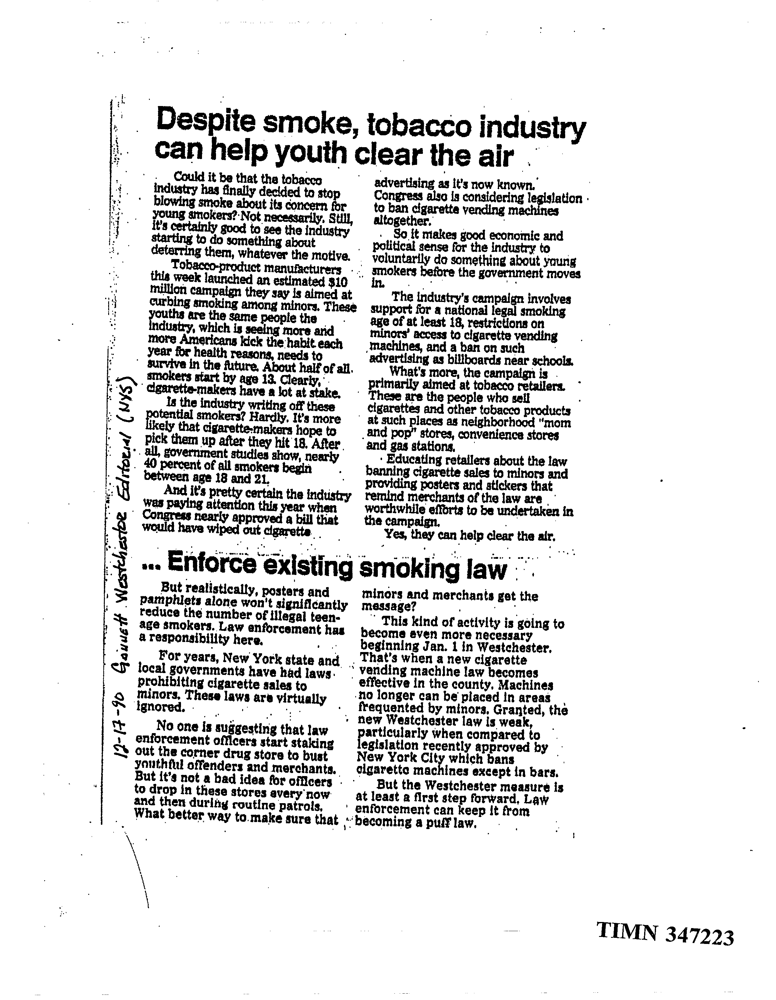 Despite smoke, tobacco industry
can help youth clear the air
Could it be that the tobacco
industry has finally decided to stop
blowing smoke about its concern for
young smokers? Not necessarily. Still,
it's certainly good to see the industry
starting to do something about
deterring them, whatever the motive.
Tobacco-product manufacturers
this week launched an estimated $10
million campaign they say is aimed at
curbing smoking among minors. These
youths are the same people the
industry, which is seeing more and
more Americans kick the habit each
year for health reasons, needs to
survive in the future. About half of all
smokers start by age 13. Clearly,
cigarette-makers have a lot at stake.
Is the industry writing off these
potential smokers? Hardly. It's more
likely that cigarette-makers hope to
pick them up after they hit 18. After
all, government studies show, nearly
40 percent of all smokers begin
between age 18 and 21.
And it's pretty certain the industry
was paying attention this year when
Congress nearly approved a bill that
would have wiped out cigarette
advertising as it's now known.
Congress also is considering legislation
to ban cigarette vending machines
altogether.
So it makes good economic and
political sense for the industry to
voluntarily do something about young
smokers before the government moves
in.
The industry's campaign involves
support for a national legal smoking
age of at least 18, restrictions on
minors' access to cigarette vending
machines, and a ban on such
advertising as billboards near schools.
What's more, the campaign is
primarily aimed at tobacco retailers.
These are the people who sell
cigarettes and other tobacco products
at such places as neighborhood "mom
and pop" stores, convenience stores
and gas stations.
Educating retailers about the law
banning cigarette sales to minors and
providing posters and stickers that
remind merchants of the law are
worthwhile efforts to be undertaken in
the campaign.
Yes, they can help clear the air.
... Enforce existing smoking law
But realistically, posters and
pamphlets alone won't significantly
reduce the number of illegal teen-
age smokers. Law enforcement has
a responsibility here.
For years, New York state and
local governments have had laws
prohibiting cigarette sales to
minors. These laws are virtually
ignored.
No one is suggesting that law
enforcement officers start staking
out the corner drug store to bust
youthful offenders and merchants.
But it's not a bad idea for officers
to drop in these stores every now
and then during routine patrols.
What better way to make sure that
minors and merchants get the
message?
This kind of activity is going to
become even more necessary
beginning Jan. 1 in Westchester.
That's when a new cigarette
vending machine law becomes
effective in the county. Machines
no longer can be placed in areas
frequented by minors. Granted, the
new Westchester law is weak,
particularly when compared to
legislation recently approved by
New York City which bans
cigarette machines except in bars.
But the Westchester measure is
at least a first step forward. Law
enforcement can keep it from
becoming a puff law.
12-17-90 Gannett Westchester Editorial (NYS)
TIMN 347223